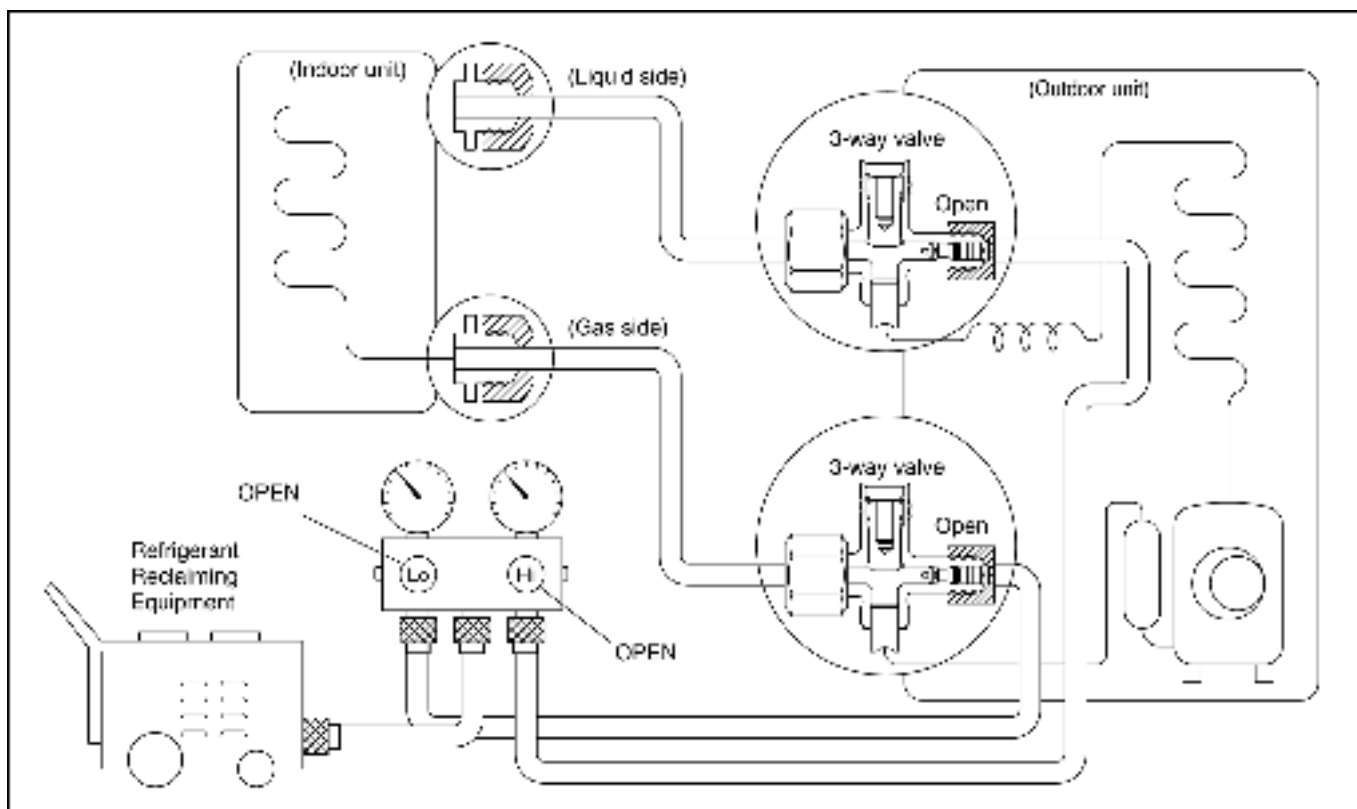 (Indoor unit)
(Liquid side)
(Outdoor unit)
3-way valve
Open
(Gas side)
3-way valve
Open
OPEN
Refrigerant
Reclaiming
Equipment
Lo
Hi
OPEN